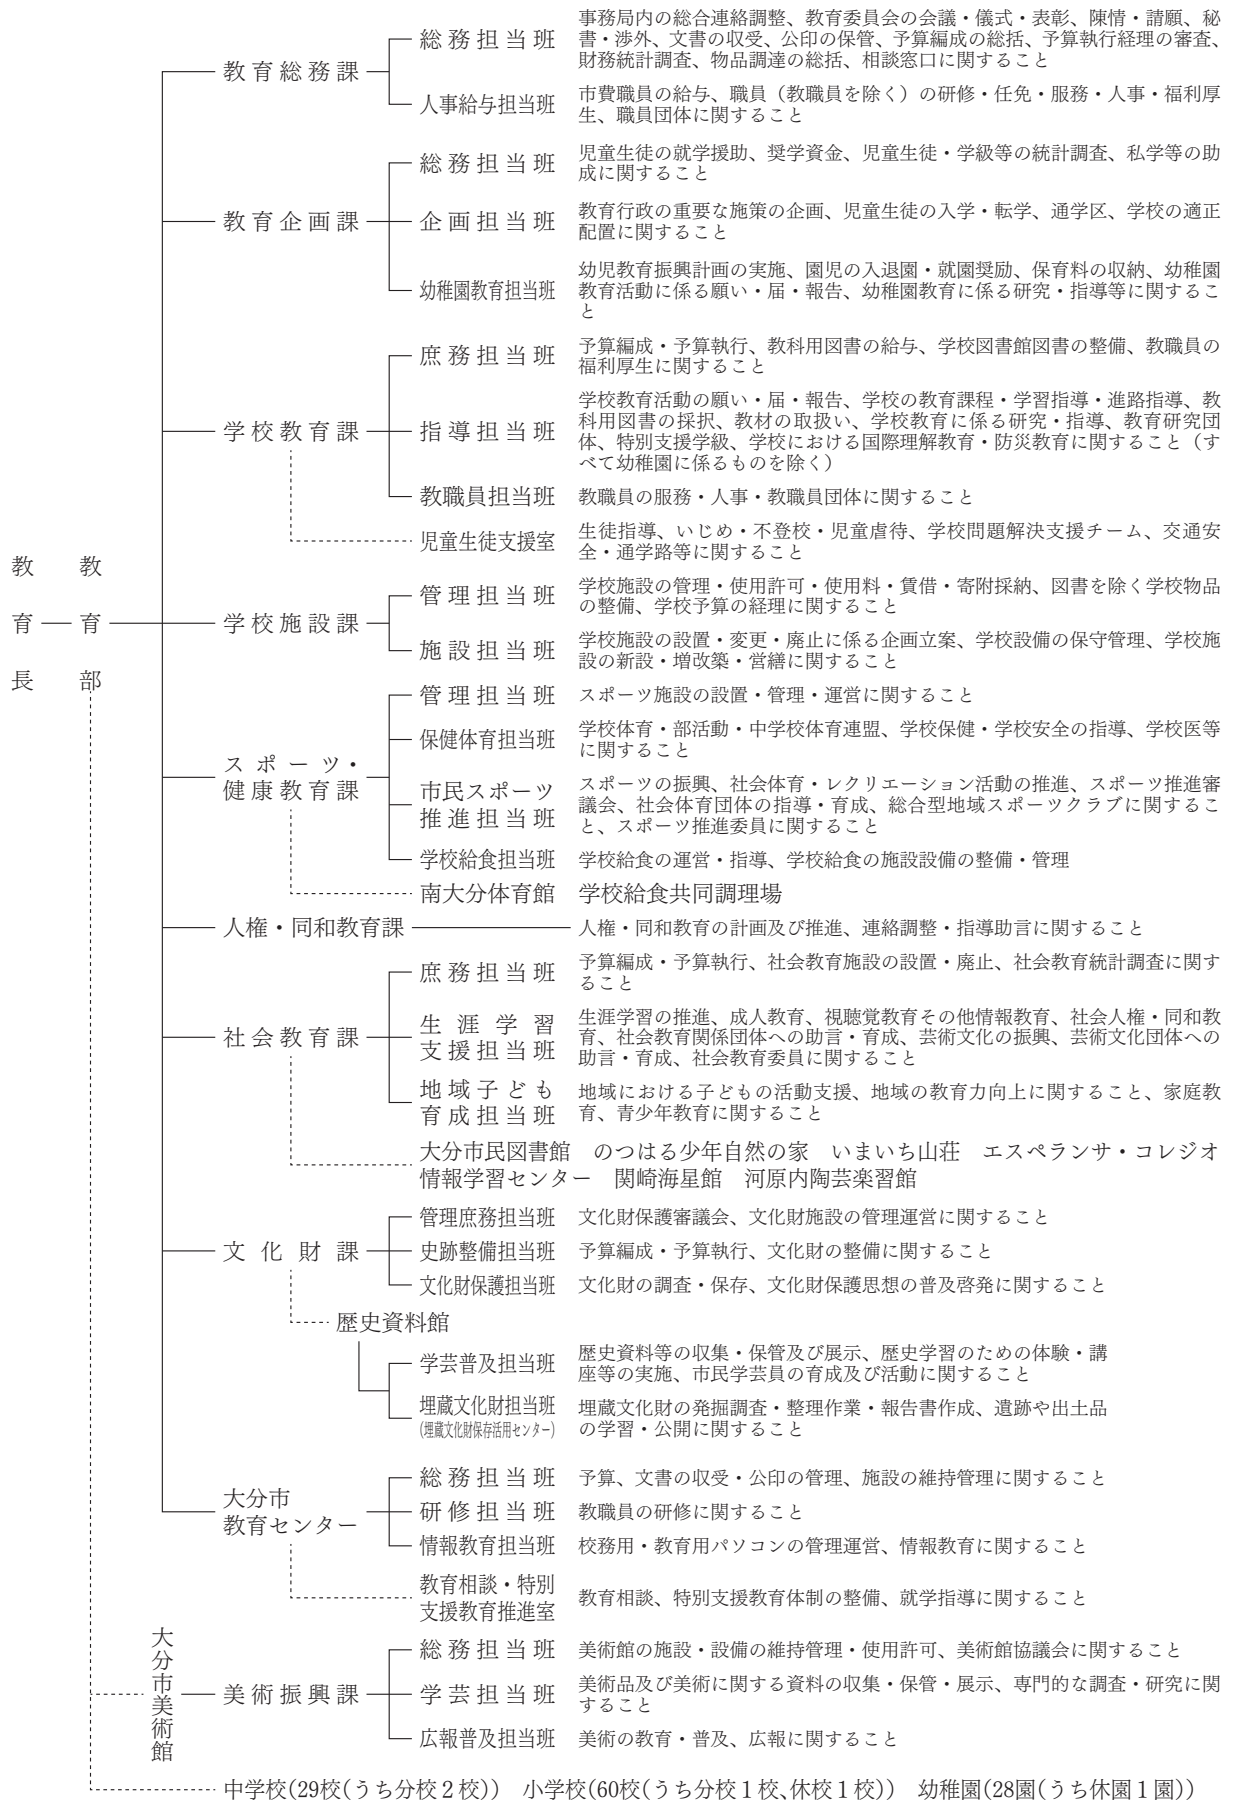 事務局内の総合連絡調整、教育委員会の会議・儀式・表彰、陳情・請願、秘
総務担当班
書・渉外、文書の収受、公印の保管、予算編成の総括、予算執行経理の審査、
財務統計調査、物品調達の総括、相談窓口に関すること
教育総務課
人事給与担当班
市費職員の給与、職員（教職員を除く）の研修・任免・服務・人事・福利厚
生、職員団体に関すること
総務担当班
児童生徒の就学援助、奨学資金、児童生徒・学級等の統計調査、私学等の助
成に関すること
教育企画課
企画担当班
教育行政の重要な施策の企画、児童生徒の入学・転学、通学区、学校の適正
配置に関すること
幼稚園教育担当班
幼児教育振興計画の実施、園児の入退園・就園奨励、保育料の収納、幼稚園
教育活動に係る願い・届・報告、幼稚園教育に係る研究・指導等に関するこ
と
庶務担当班
予算編成・予算執行、教科用図書の給与、学校図書館図書の整備、教職員の
福利厚生に関すること
学校教育課
指導担当班
学校教育活動の願い・届・報告、学校の教育課程・学習指導・進路指導、教
科用図書の採択、教材の取扱い、学校教育に係る研究・指導、教育研究団
体、特別支援学級、学校における国際理解教育・防災教育に関すること（す
べて幼稚園に係るものを除く）
教職員担当班
教職員の服務・人事・教職員団体に関すること
児童生徒支援室
生徒指導、いじめ・不登校・児童虐待、学校問題解決支援チーム、交通安
全・通学路等に関すること
教育長
教育部
学校施設課
管理担当班
学校施設の管理・使用許可・使用料・賃借・寄附採納、図書を除く学校物品
の整備、学校予算の経理に関すること
施設担当班
学校施設の設置・変更・廃止に係る企画立案、学校設備の保守管理、学校施
設の新設・増改築・営繕に関すること
管理担当班
スポーツ施設の設置・管理・運営に関すること
保健体育担当班
学校体育・部活動・中学校体育連盟、学校保健・学校安全の指導、学校医等
に関すること
スポーツ・
健康教育課
市民スポーツ
推進担当班
スポーツの振興、社会体育・レクリエーション活動の推進、スポーツ推進審
議会、社会体育団体の指導・育成、総合型地域スポーツクラブに関するこ
と、スポーツ推進委員に関すること
学校給食担当班
学校給食の運営・指導、学校給食の施設設備の整備・管理
南大分体育館　学校給食共同調理場
人権・同和教育課
人権・同和教育の計画及び推進、連絡調整・指導助言に関すること
庶務担当班
予算編成・予算執行、社会教育施設の設置・廃止、社会教育統計調査に関す
ること
社会教育課
生涯学習
支援担当班
生涯学習の推進、成人教育、視聴覚教育その他情報教育、社会人権・同和教
育、社会教育関係団体への助言・育成、芸術文化の振興、芸術文化団体への
助言・育成、社会教育委員に関すること
地域子ども
育成担当班
地域における子どもの活動支援、地域の教育力向上に関すること、家庭教
育、青少年教育に関すること
大分市民図書館　のつはる少年自然の家　いまいち山荘　エスペランサ・コレジオ
情報学習センター　関崎海星館　河原内陶芸楽習館
管理庶務担当班
文化財保護審議会、文化財施設の管理運営に関すること
文化財課
史跡整備担当班
予算編成・予算執行、文化財の整備に関すること
文化財保護担当班
文化財の調査・保存、文化財保護思想の普及啓発に関すること
歴史資料館
学芸普及担当班
歴史資料等の収集・保管及び展示、歴史学習のための体験・講
座等の実施、市民学芸員の育成及び活動に関すること
埋蔵文化財担当班
(埋蔵文化財保存活用センター)
埋蔵文化財の発掘調査・整理作業・報告書作成、遺跡や出土品
の学習・公開に関すること
総務担当班
予算、文書の収受・公印の管理、施設の維持管理に関すること
大分市
教育センター
研修担当班
教職員の研修に関すること
情報教育担当班
校務用・教育用パソコンの管理運営、情報教育に関すること
教育相談・特別
支援教育推進室
教育相談、特別支援教育体制の整備、就学指導に関すること
大分市美術館
総務担当班
美術館の施設・設備の維持管理・使用許可、美術館協議会に関すること
美術振興課
学芸担当班
美術品及び美術に関する資料の収集・保管・展示、専門的な調査・研究に関
すること
広報普及担当班
美術の教育・普及、広報に関すること
中学校(29校(うち分校２校))　小学校(60校(うち分校１校、休校１校))　幼稚園(28園(うち休園１園))